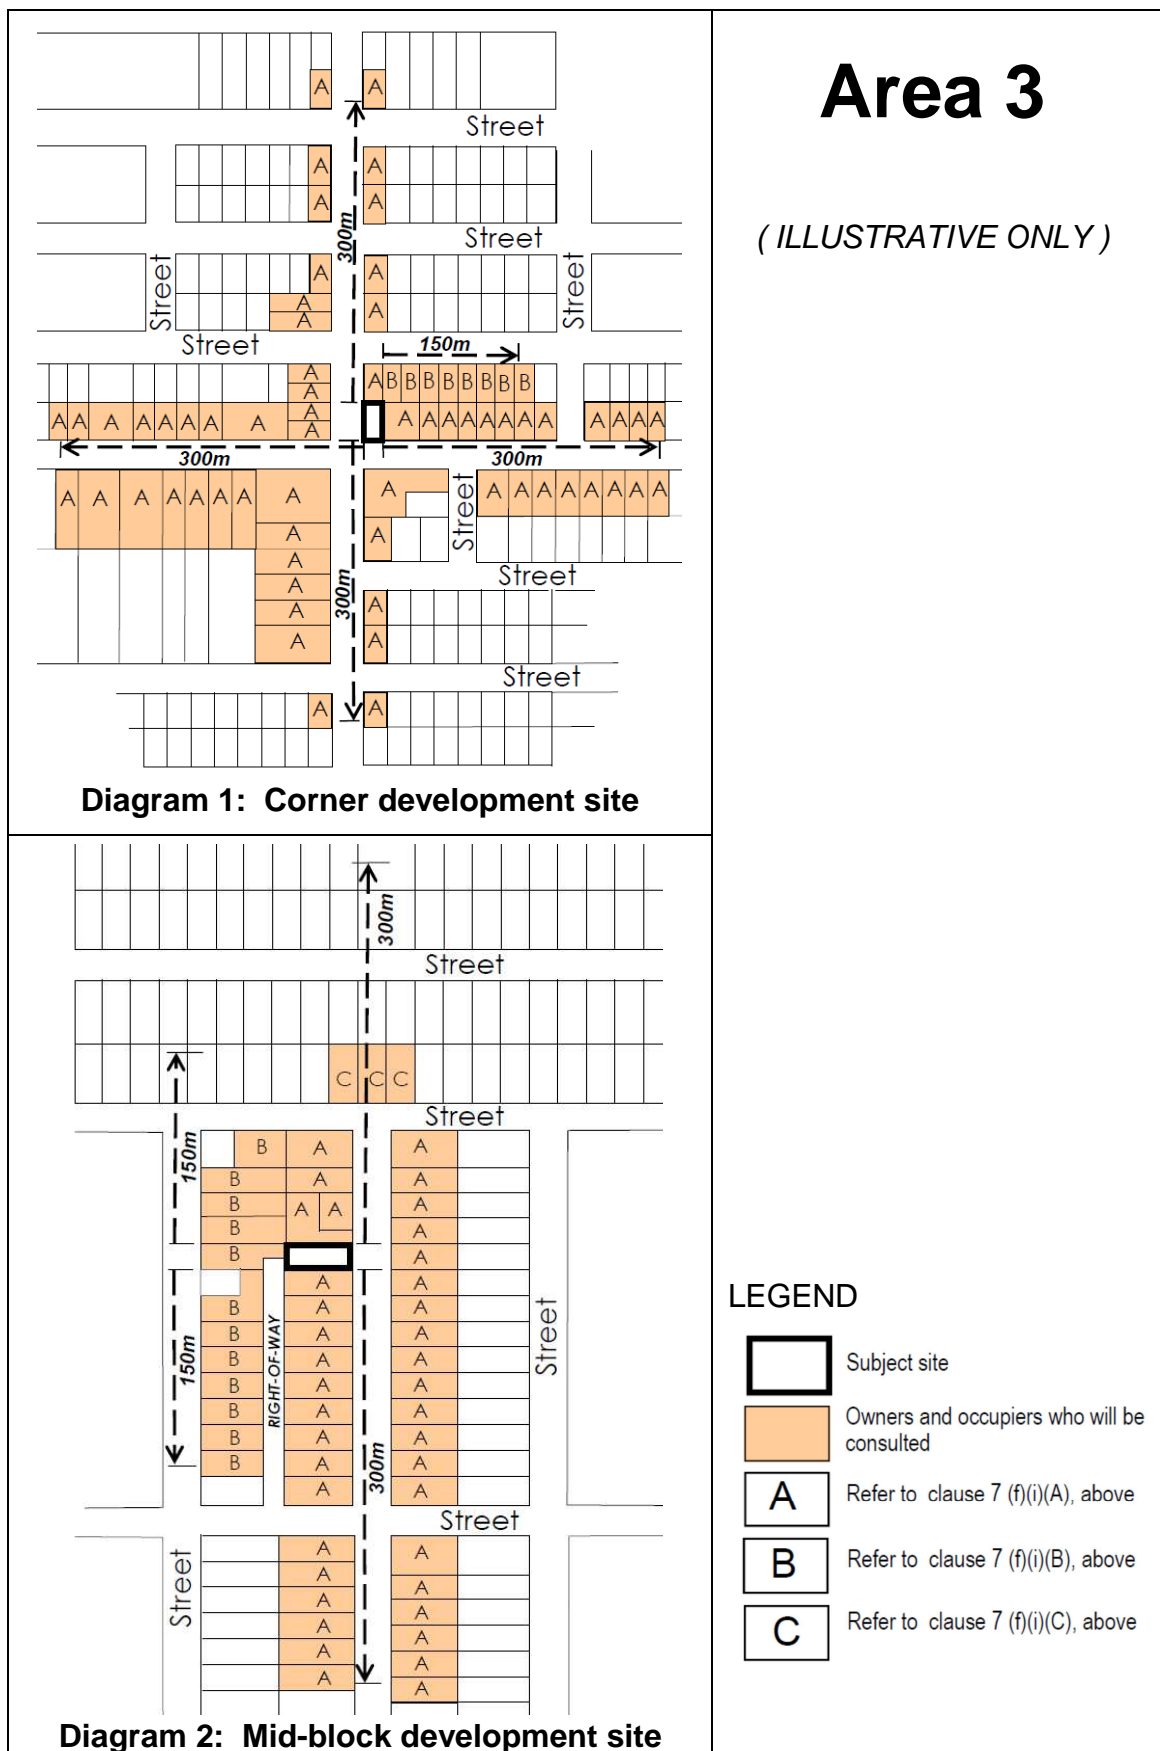 Area 3
( ILLUSTRATIVE ONLY )
A A
Street
A A
A A
300m
Street
A A
A
A A
Street
Street
Street
150m
A A B B B B B B B B
A
A A A A A A A A A A A A A A A A A A A A A
A
300m 300m
A A A A A A A A A A A A A A A A A
A
A
Street
A
Street
A
300m
A
A
A
A
Street
A A
Diagram 1: Corner development site
300m
Street
C C C
Street
150m
B A A
B A A
B A A A
B A
B A
A A
B A A
B A A
B A A
B A A
B A A
B A A
B A A
A A
150m
RIGHT-OF-WAY
300m
Street
Street
Street
A A
A A
A A
A A
A A
A A
Diagram 2: Mid-block development site
LEGEND
Subject site
Owners and occupiers who will be
consulted
A Refer to clause 7 (f)(i)(A), above
B Refer to clause 7 (f)(i)(B), above
C Refer to clause 7 (f)(i)(C), above